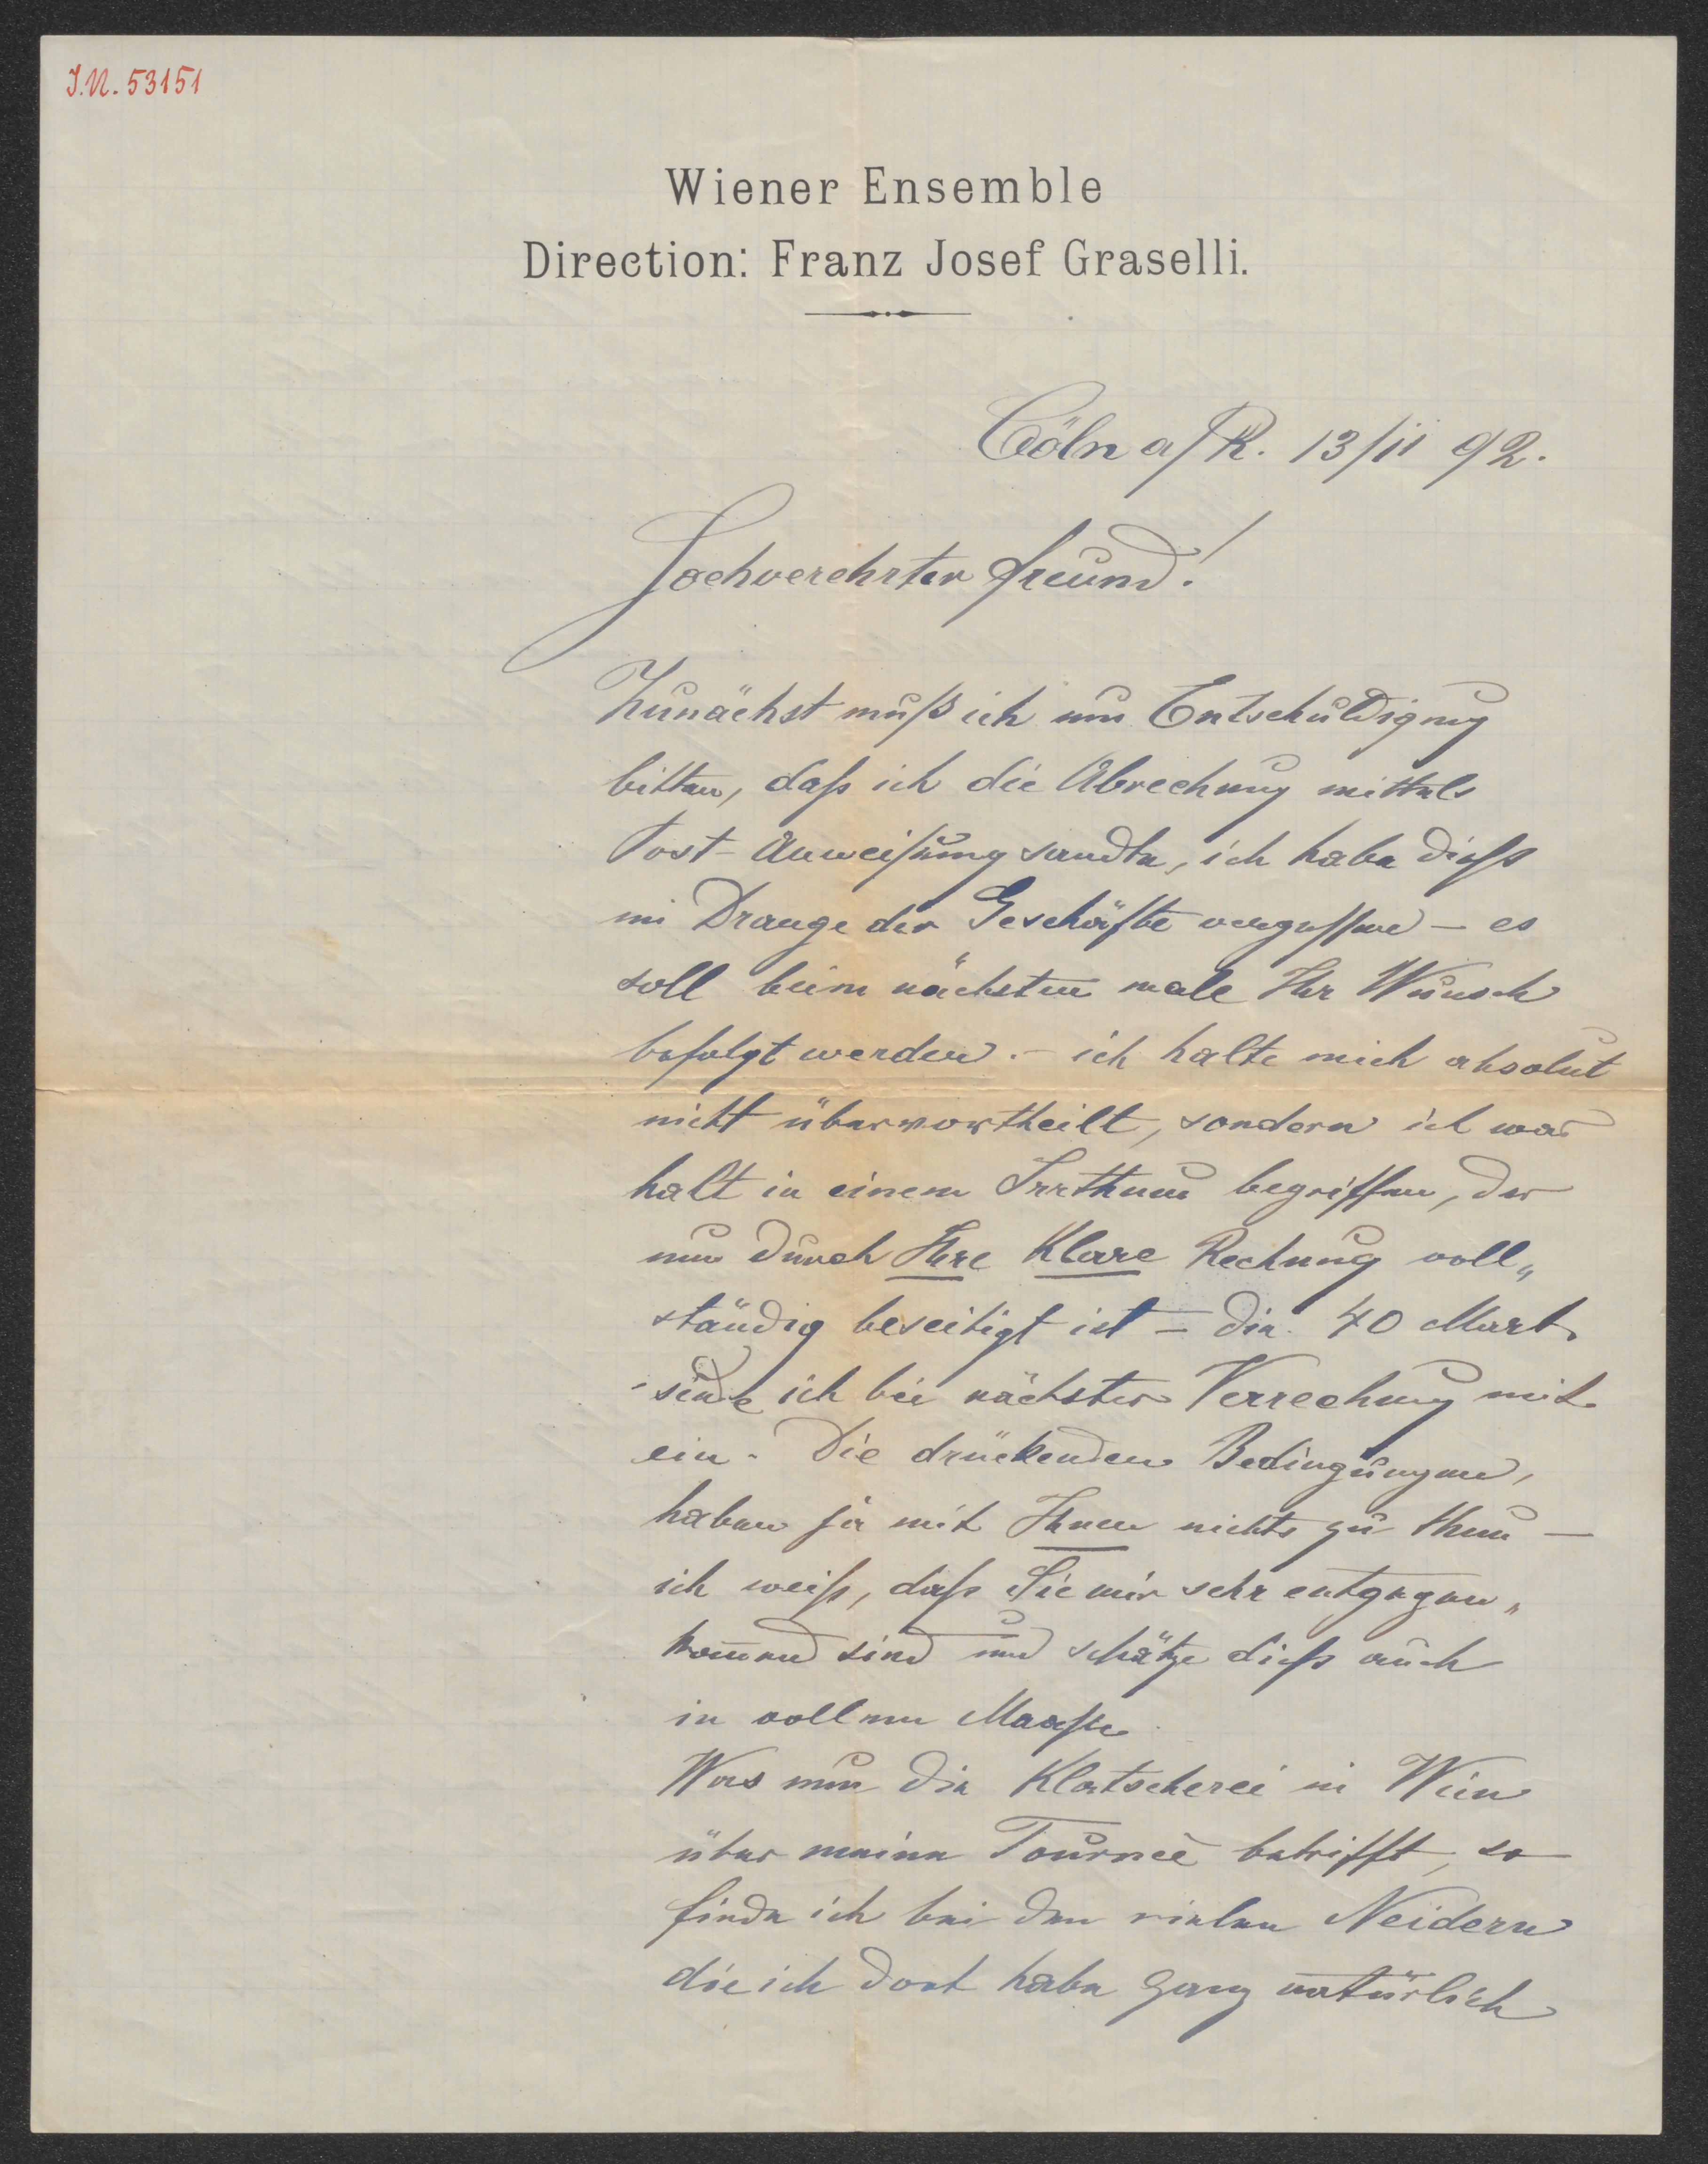 J.N. 53151
Wiener Ensemble
Direction: Franz Josef Graselli.
Cöln a/R. 13/11 92.
Hochverehrter Freund!
Zunächst muß ich um Entschuldigung
bitten, daß ich die Abrechnung mittels
Post-Anweisung sandte, ich habe dieß
im Drange der Geschäfte vergessen – es
soll beim nächsten male Ihr Wunsch
befolgt werden. – ich halte mich absolut
nicht übervortheilt, sondern ich war
halt in einem Irrthum begriffen, der
nun durch Ihre Klare Rechnung voll„
ständig beseitigt ist – die 40 Mark
sende ich bei nächster Verrechnung mit
ein. Die drückenden Bedingungen,
haben ja mit Ihnen nichts zu thun –
ich weiß, daß Sie mir sehr entgegen„
kom̅end sind und schätze dieß auch
in vollem Maaße.
Was nun die Klatscherei in Wien
über meine Tourneé betrifft, so
finde ich bei den vielen Neidern
die ich dort habe ganz natürlich